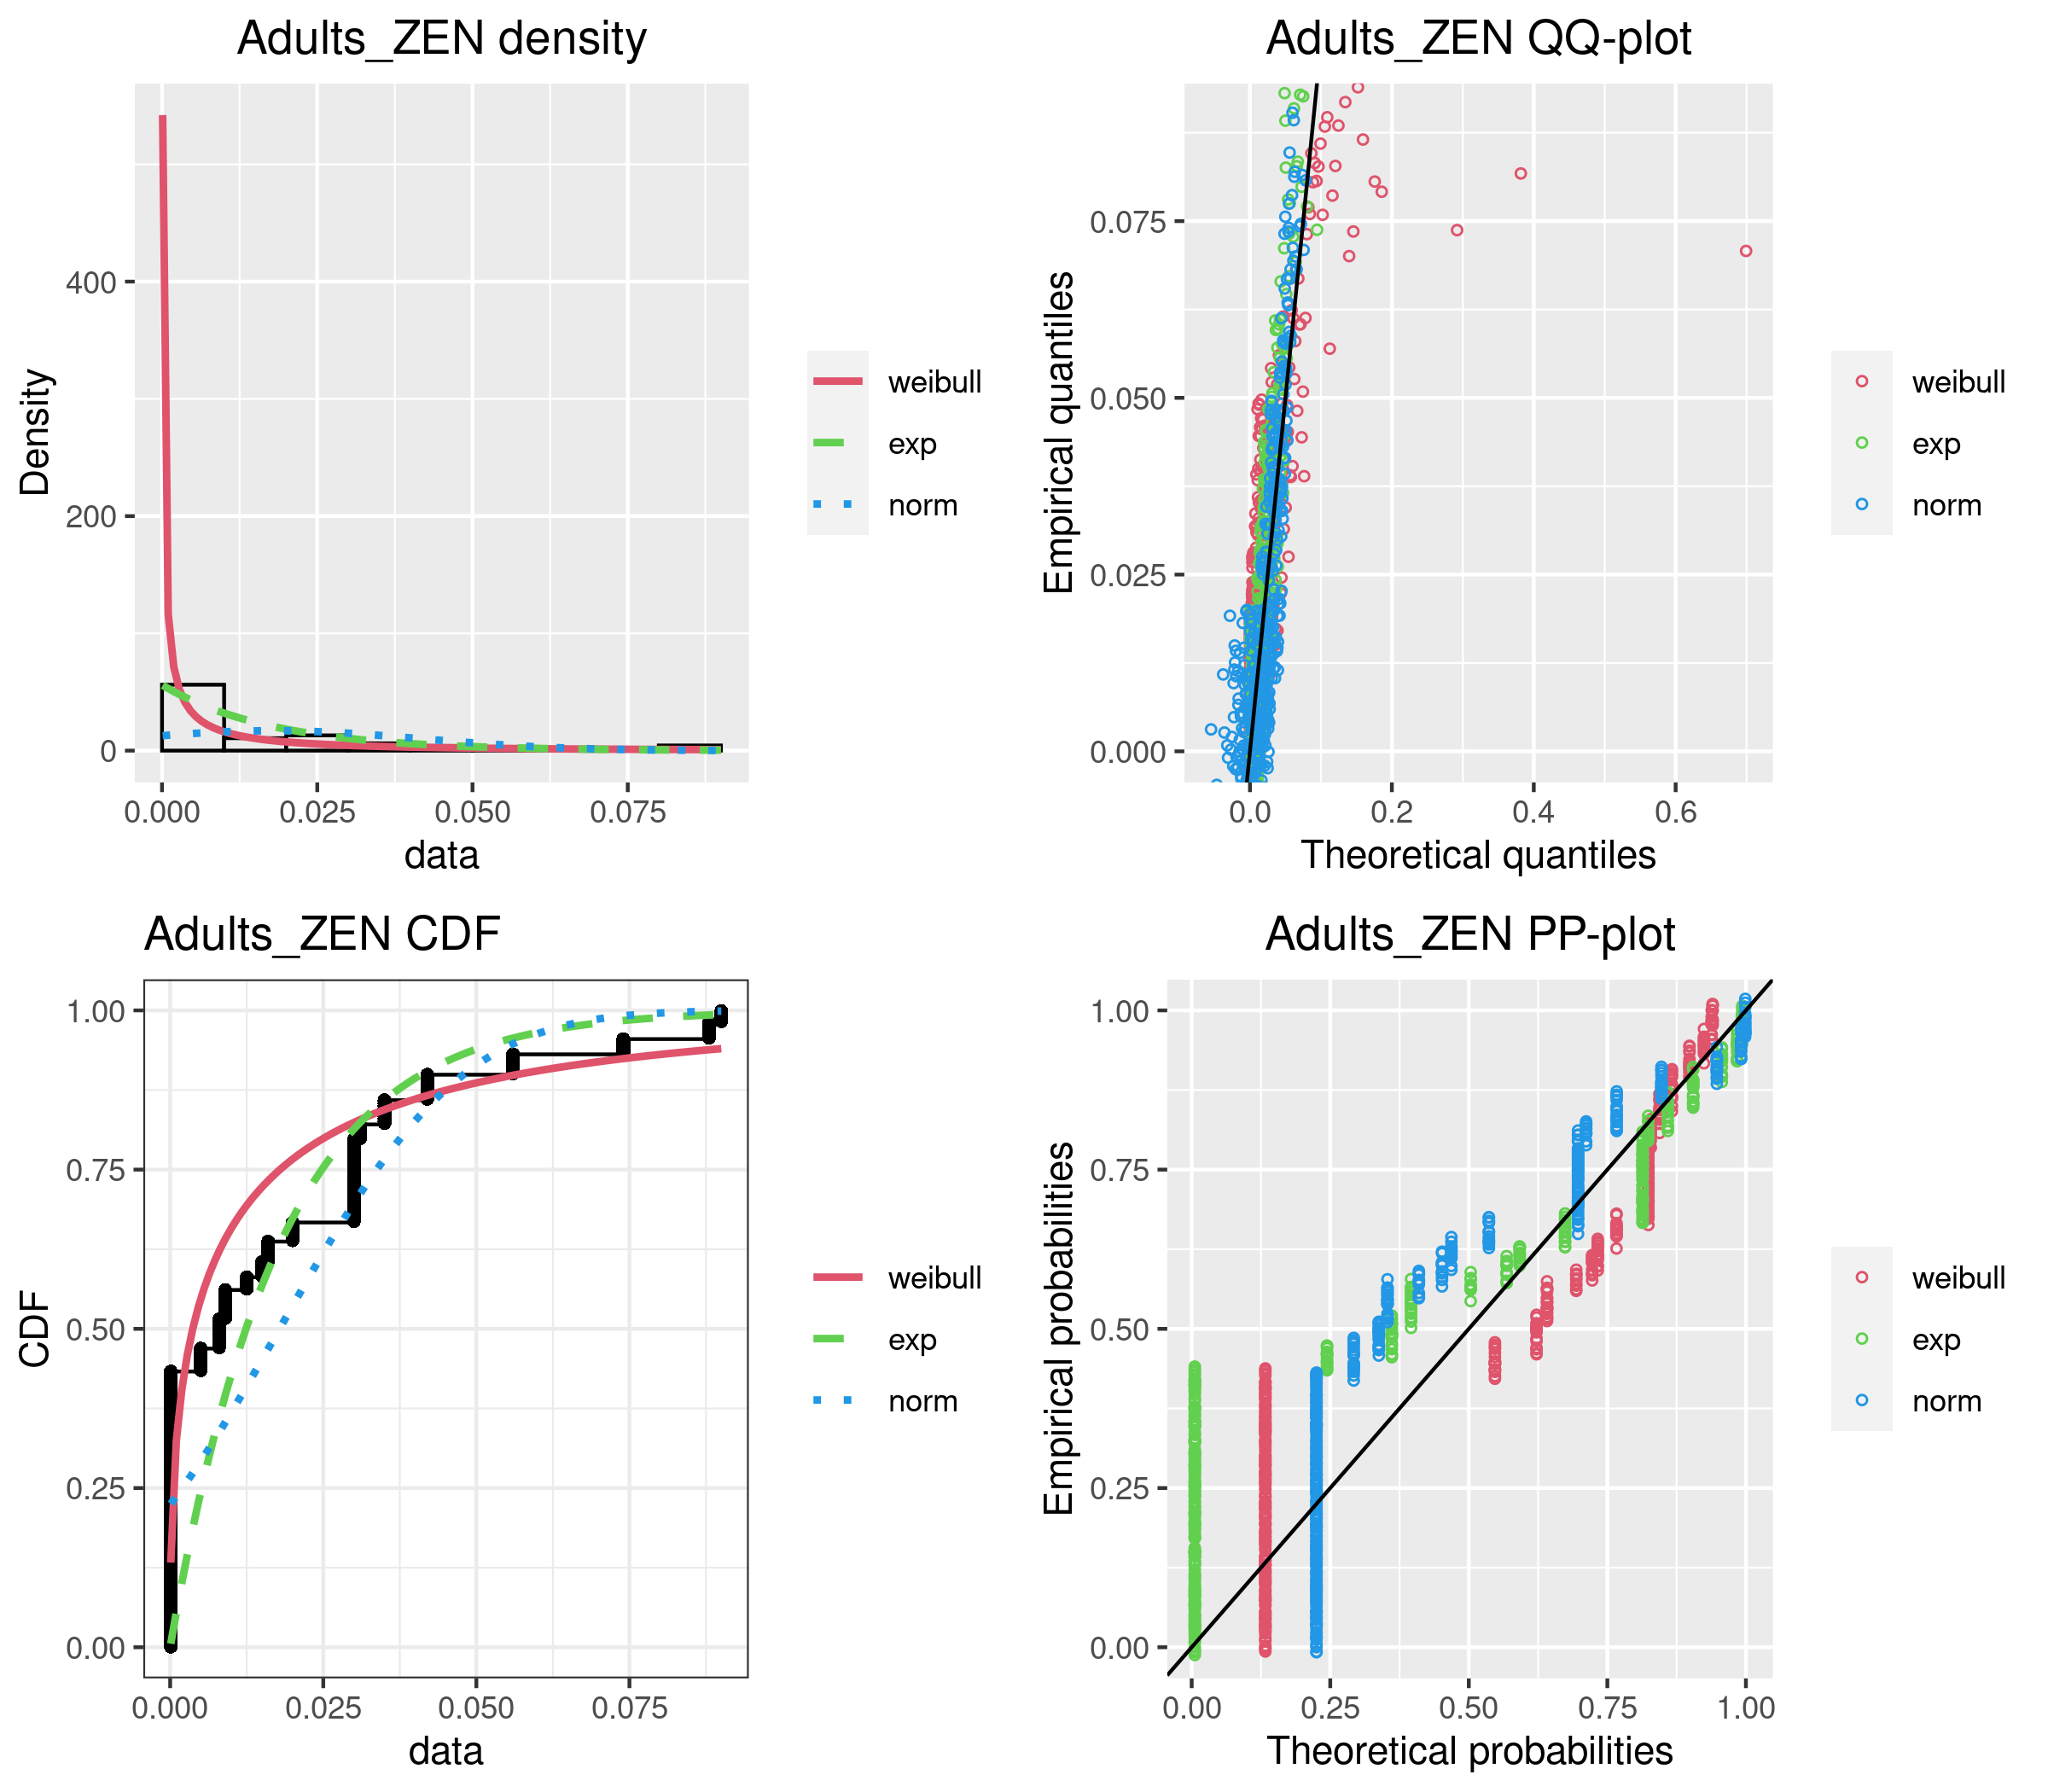 Adults_ZEN density
Density
400
200
0
0.000 0.025 0.050 0.075
data
weibull
exp
norm
Adults_ZEN QQ-plot
Empirical quantiles
0.075
0.050
0.025
0.000
0.0 0.2 0.4 0.6
Theoretical quantiles
weibull
exp
norm
Adults_ZEN CDF
CDF
1.00
0.75
0.50
0.25
0.00
0.000 0.025 0.050 0.075
data
weibull
exp
norm
Adults_ZEN PP-plot
Empirical probabilities
1.00
0.75
0.50
0.25
0.00
0.00 0.25 0.50 0.75 1.00
Theoretical probabilities
weibull
exp
norm